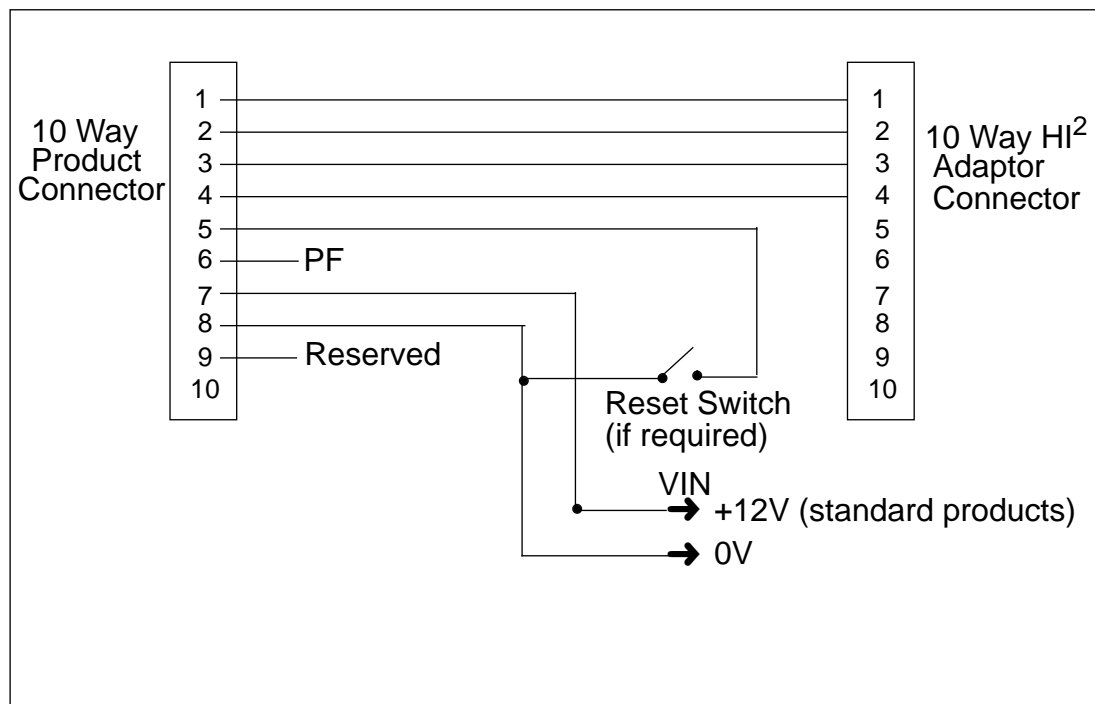 10 Way
Product
Connector
1
2
3
4
5
6
7
8
9
10
PF
Reserved
Reset Switch
(if required)
VIN
+12V (standard products)
0V
1
2
3
4
5
6
7
8
9
10
10 Way HI²
Adaptor
Connector